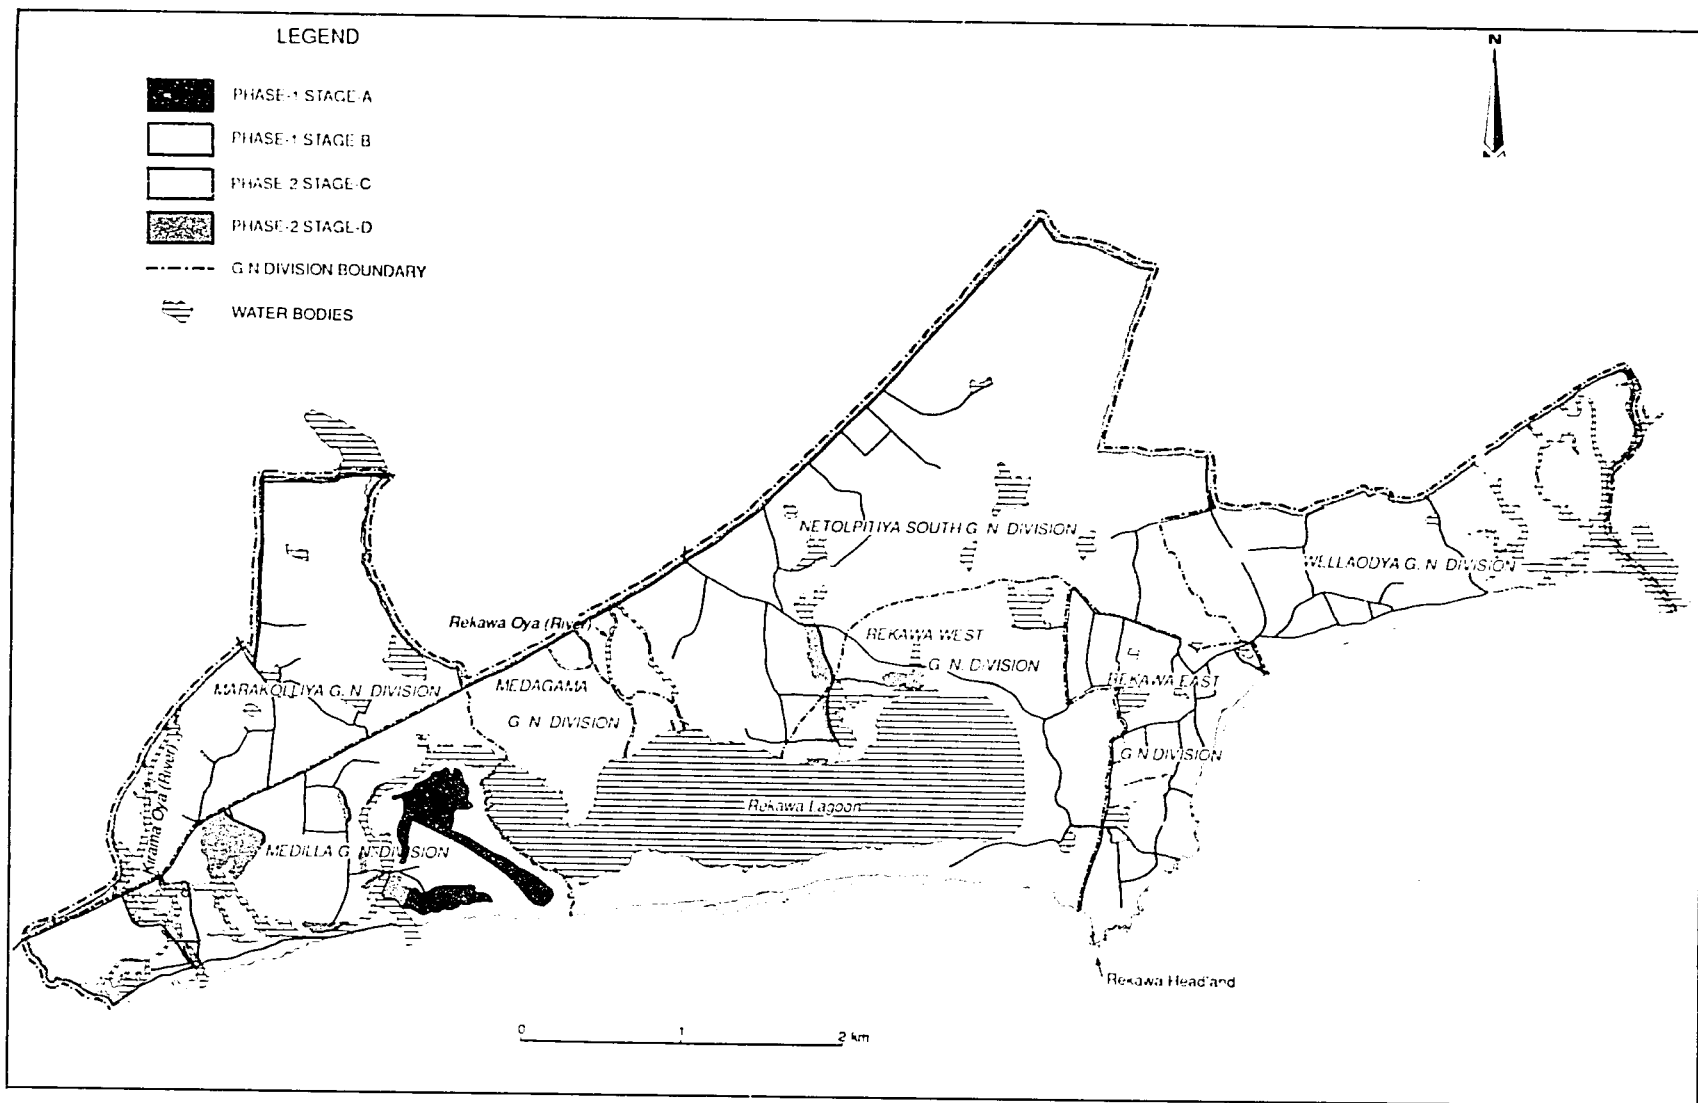 LEGEND
N
PHASE-1 STAGE-A
PHASE-1 STAGE B
PHASE 2 STAGE-C
PHASE-2 STAGE-D
G N DIVISION BOUNDARY
WATER BODIES
NETOLPITIYA SOUTH G. N. DIVISION
WELLAODYA G. N. DIVISION
Rekawa Oya (River)
REKAWA WEST
G. N. DIVISION
REKAWA EAST
G N DIVISION
MARAKOLLIYA G. N. DIVISION
MEDAGAMA
G. N. DIVISION
Kirama Oya (River)
Rekawa Lagoon
MEDILLA G. N. DIVISION
Rekawa Headland
0 1 2 km